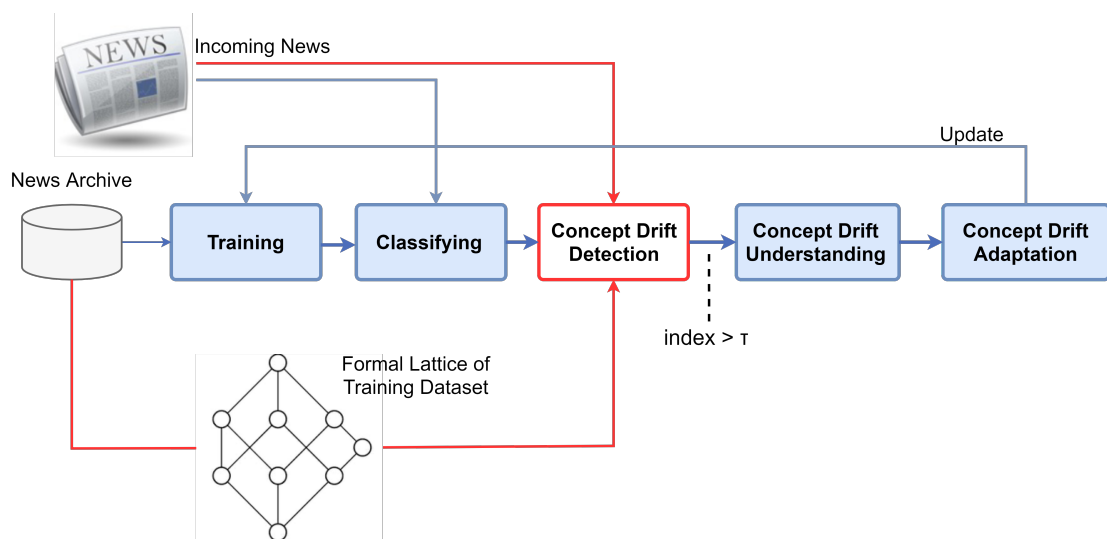 NEWS
Incoming News
Update
News Archive
Training
Classifying
Concept Drift
Detection
Concept Drift
Understanding
Concept Drift
Adaptation
index > τ
Formal Lattice of
Training Dataset